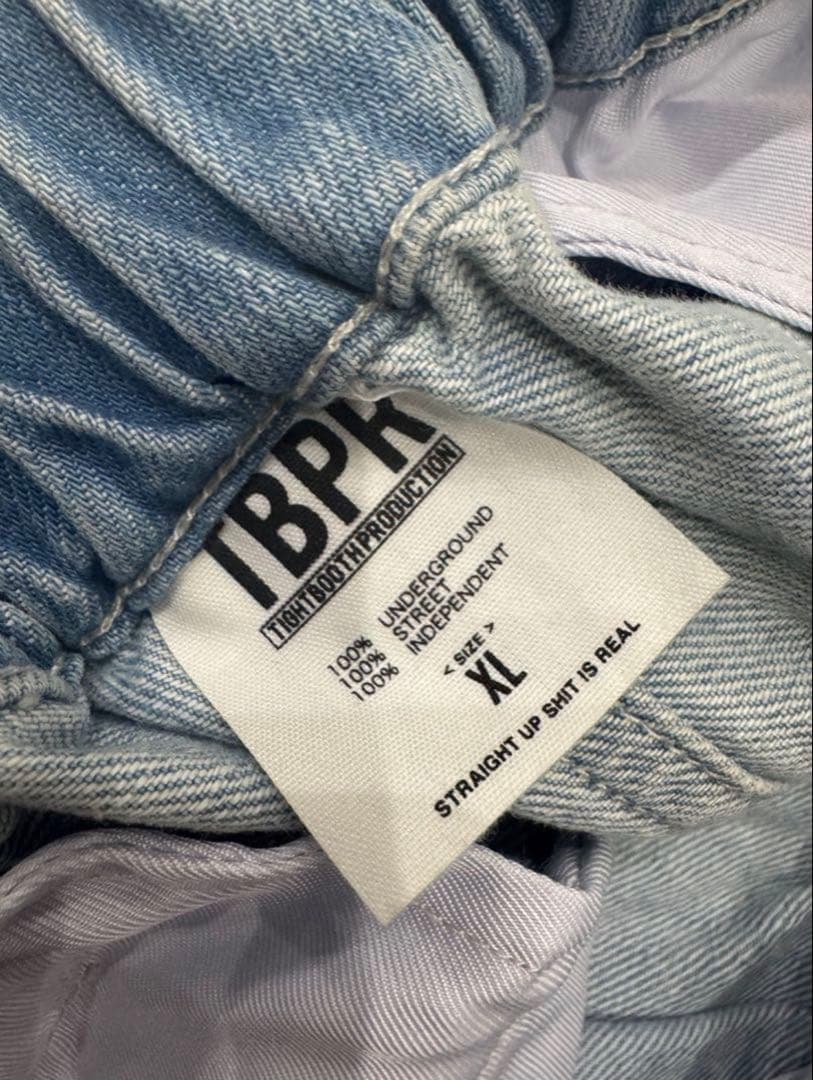 TBPR
TIGHTBOOTHPRODUCTION
100% UNDERGROUND
100% STREET
100% INDEPENDENT
< SIZE >
XL
STRAIGHT UP SHIT IS REAL